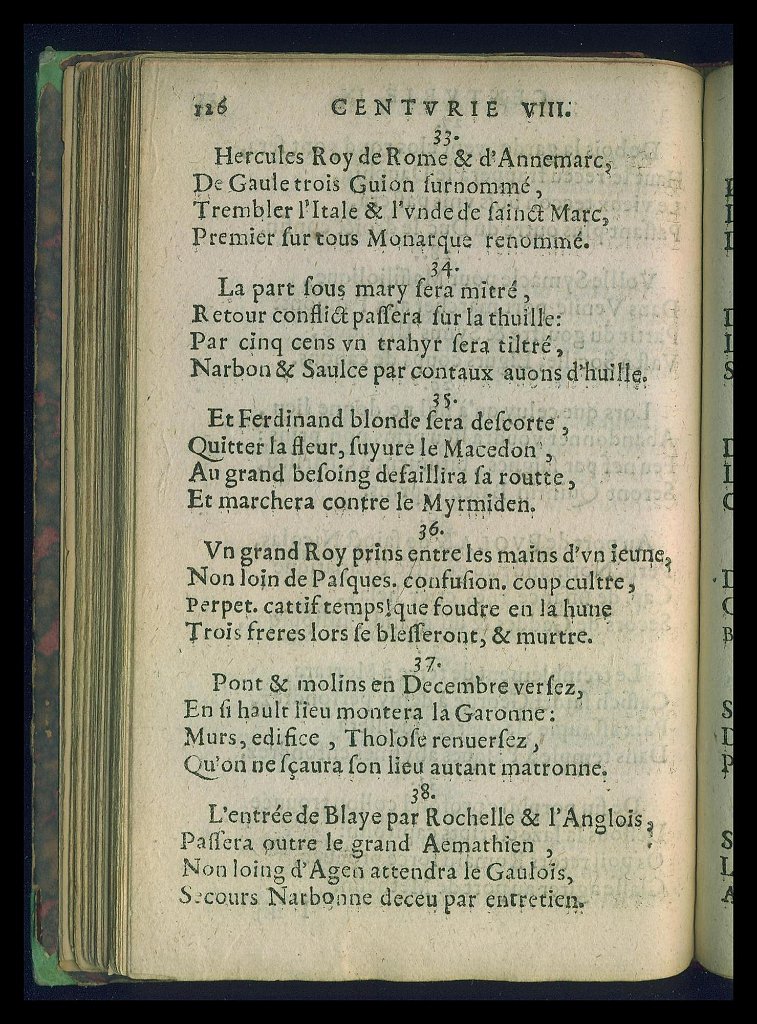 126 CENTVRIE VIII.
33.
Hercules Roy de Rome & d'Annemarc,
De Gaule trois Guion ſurnommé,
Trembler l'Itale & l'vnde de ſainct Marc,
Premier ſur tous Monarque renommé.
34.
La part ſous mary ſera mitré,
Retour conflict paſſera ſur la thuille:
Par cinq cens vn trahyr ſera tiltré,
Narbon & Saulce par contaux auons d'huille.
35.
Et Ferdinand blonde ſera deſcorte,
Quitter la fleur, ſuyure le Macedon,
Au grand beſoing defaillira ſa routte,
Et marchera contre le Myrmiden.
36.
Vn grand Roy prins entre les mains d'vn ieune,
Non loin de Paſques. confuſion. coup cultre,
Perpet. cattif temps!que foudre en la hune
Trois freres lors ſe bleſſeront, & murtre.
37.
Pont & molins en Decembre verſez,
En ſi hault lieu montera la Garonne:
Murs, edifice, Tholoſe renuerſez,
Qu'on ne ſçaura ſon lieu autant matronne.
38.
L'entrée de Blaye par Rochelle & l'Anglois,
Paſſera outre le grand Aemathien,
Non loing d'Agen attendra le Gaulois,
Secours Narbonne deceu par entretien.